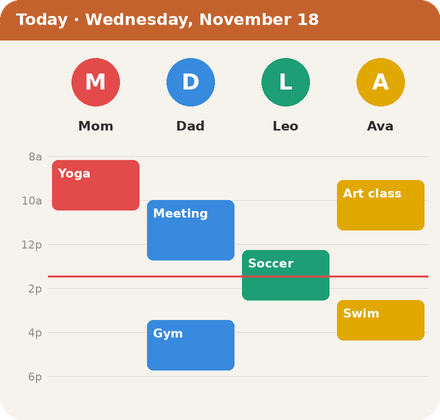 Today · Wednesday, November 18
M D L A
Mom Dad Leo Ava
8a
Yoga
Art class
10a
Meeting
12p
Soccer
2p
Swim
4p
Gym
6p